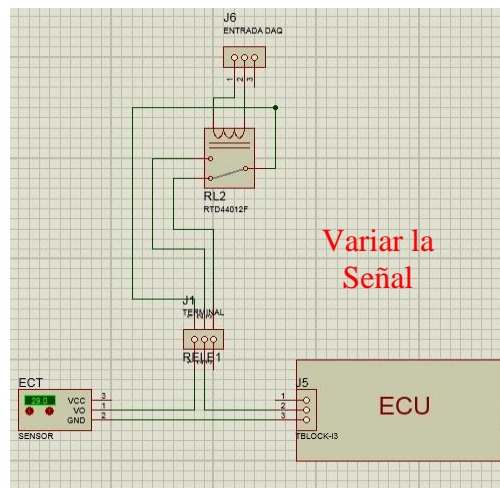 J6
ENTRADA DAQ
1
2
3
RL2
RTD44012F
Variar la
Señal
J1
TERMINAL
RELE1
ECT
29.0
VCC
3
VO
1
GND
2
SENSOR
J5
1
2
3
TBLOCK-I3
ECU